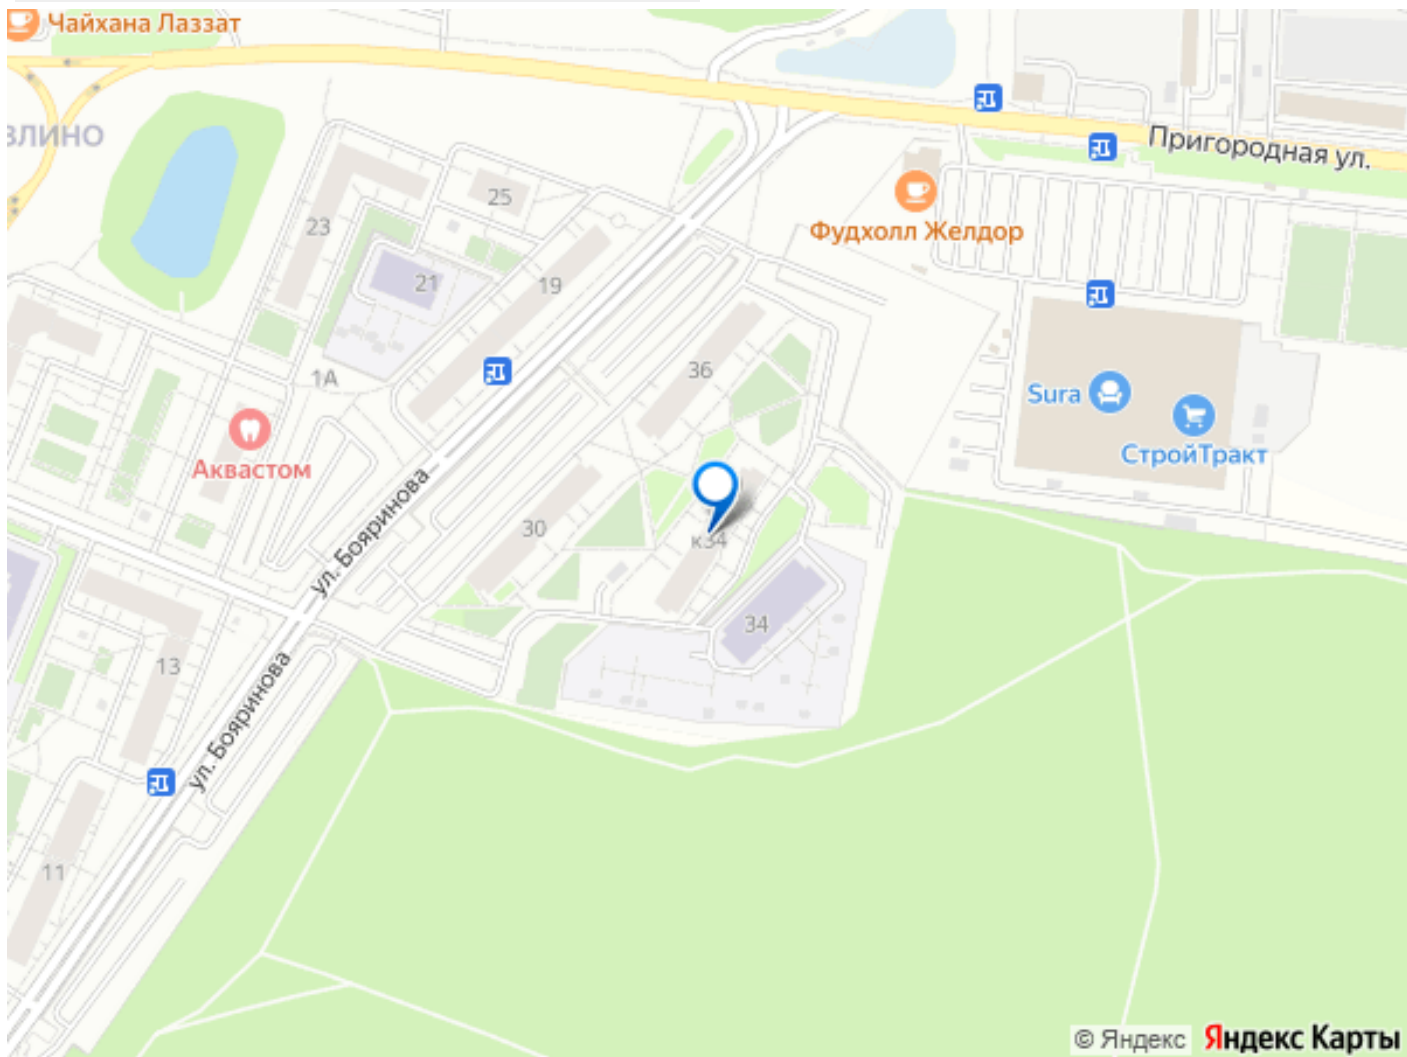 Чайхана Лаззат
ВЛИНО
Пригородная ул.
25
23
Фудхолл Желдор
21
19
36
1А
Sura
СтройТракт
Аквастом
ул. Бояринова
30
к34
34
13
ул. Бояринова
11
© Яндекс Яндекс Карты